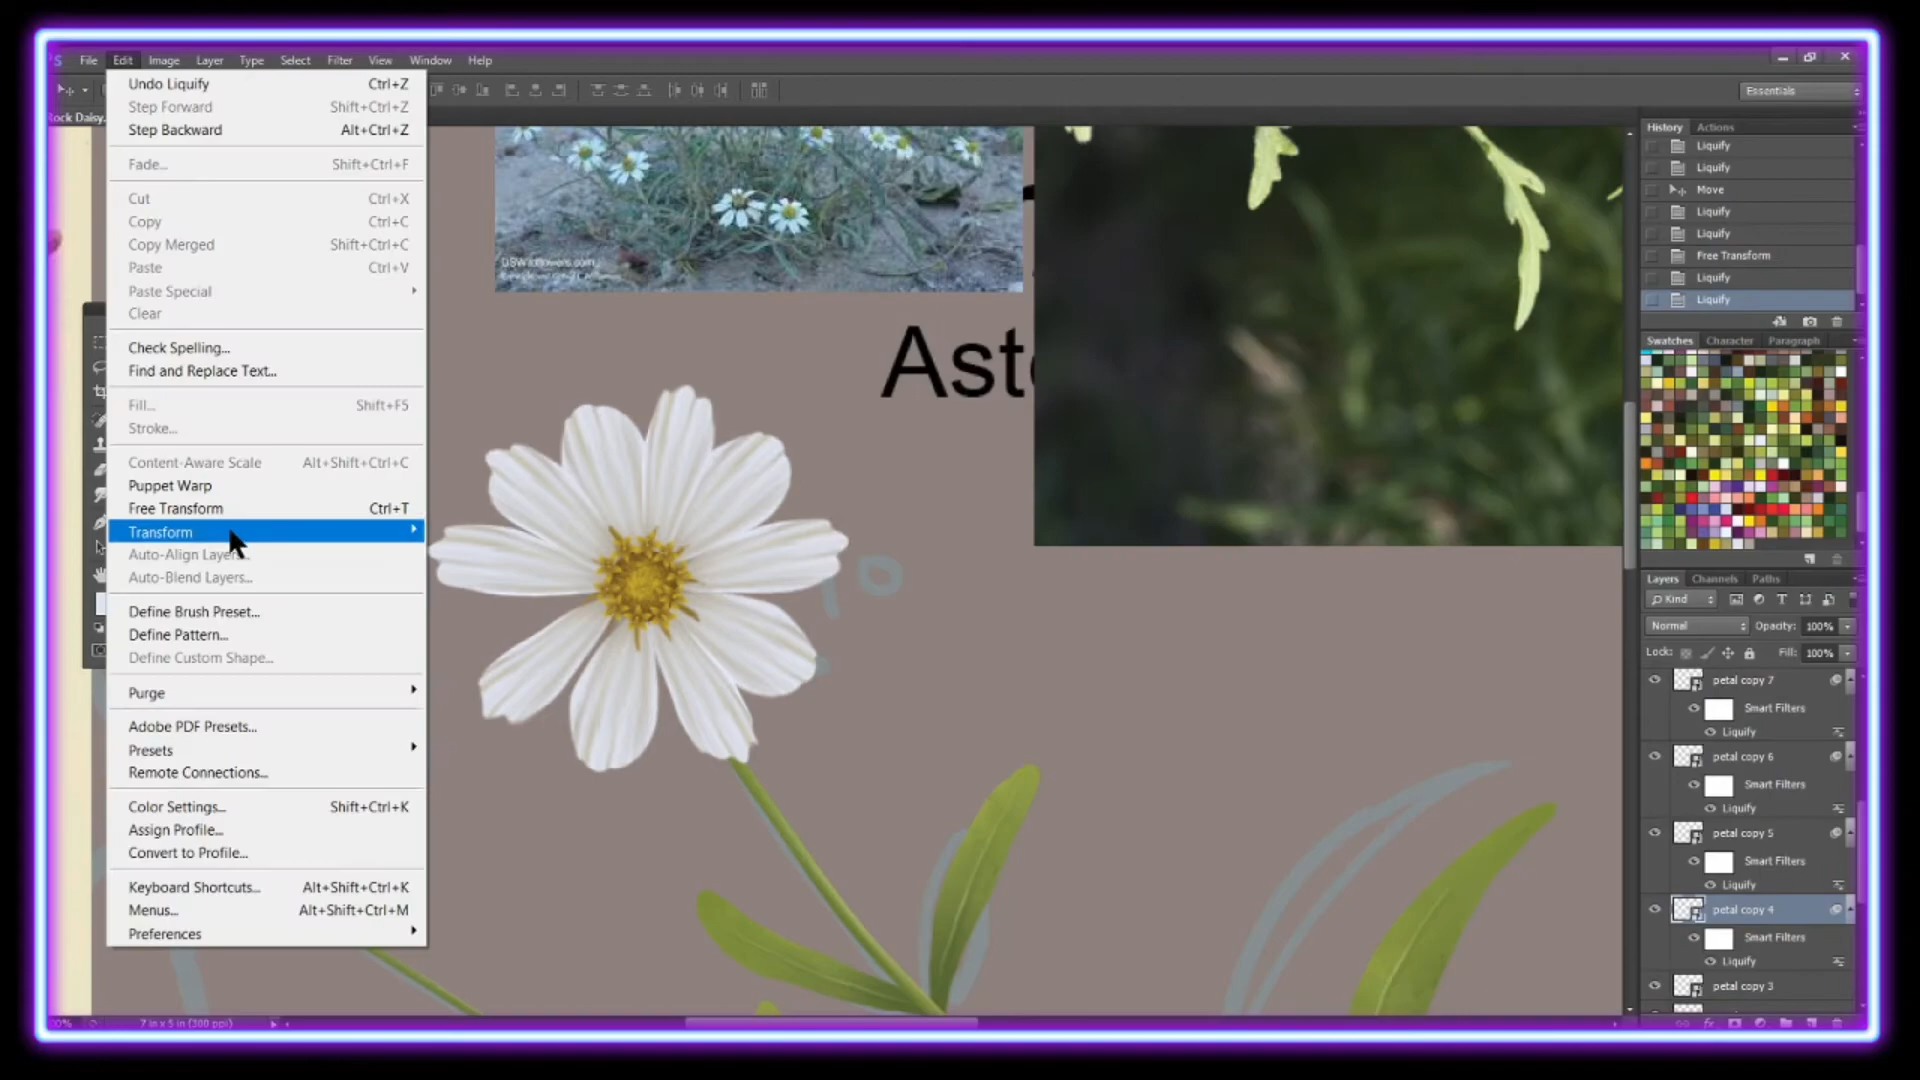 File Edit Image Layer Type Select Filter View Window Help
Undo Liquify Ctrl+Z
Step Forward Shift+Ctrl+Z
Step Backward Alt+Ctrl+Z
Fade... Shift+Ctrl+F
Cut Ctrl+X
Copy Ctrl+C
Copy Merged Shift+Ctrl+C
Paste Ctrl+V
Paste Special
Clear
Check Spelling...
Find and Replace Text...
Fill... Shift+F5
Stroke...
Content-Aware Scale Alt+Shift+Ctrl+C
Puppet Warp
Free Transform Ctrl+T
Transform
Auto-Align Layers...
Auto-Blend Layers...
Define Brush Preset...
Define Pattern...
Define Custom Shape...
Purge
Adobe PDF Presets...
Presets
Remote Connections...
Color Settings... Shift+Ctrl+K
Assign Profile...
Convert to Profile...
Keyboard Shortcuts... Alt+Shift+Ctrl+K
Menus... Alt+Shift+Ctrl+M
Preferences
Rock Daisy.
Aste
7 in x 5 in (300 ppi)
Essentials
History Actions
Liquify
Liquify
Move
Liquify
Liquify
Free Transform
Liquify
Liquify
Swatches Character Paragraph
Layers Channels Paths
Kind
Normal Opacity: 100%
Lock: Fill: 100%
petal copy 7
Smart Filters
Liquify
petal copy 6
Smart Filters
Liquify
petal copy 5
Smart Filters
Liquify
petal copy 4
Smart Filters
Liquify
petal copy 3